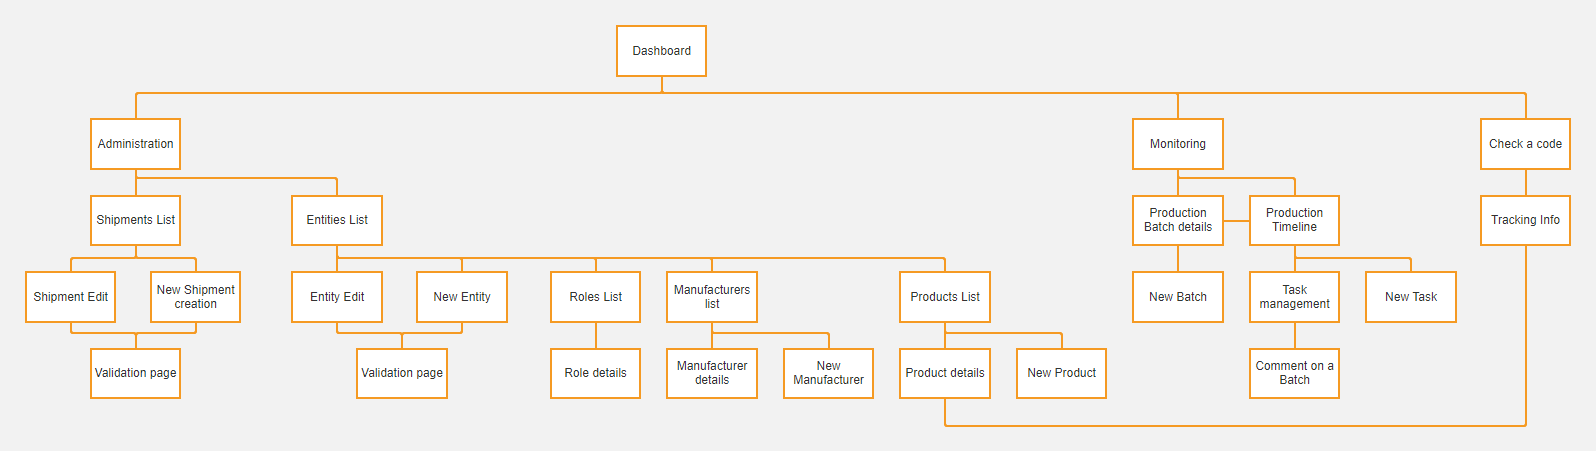 Dashboard
Administration
Monitoring
Check a code
Shipments List
Entities List
Production
Batch details
Production
Timeline
Tracking Info
Shipment Edit
New Shipment
creation
Entity Edit
New Entity
Roles List
Manufacturers
list
Products List
New Batch
Task
management
New Task
Validation page
Validation page
Role details
Manufacturer
details
New
Manufacturer
Product details
New Product
Comment on a
Batch